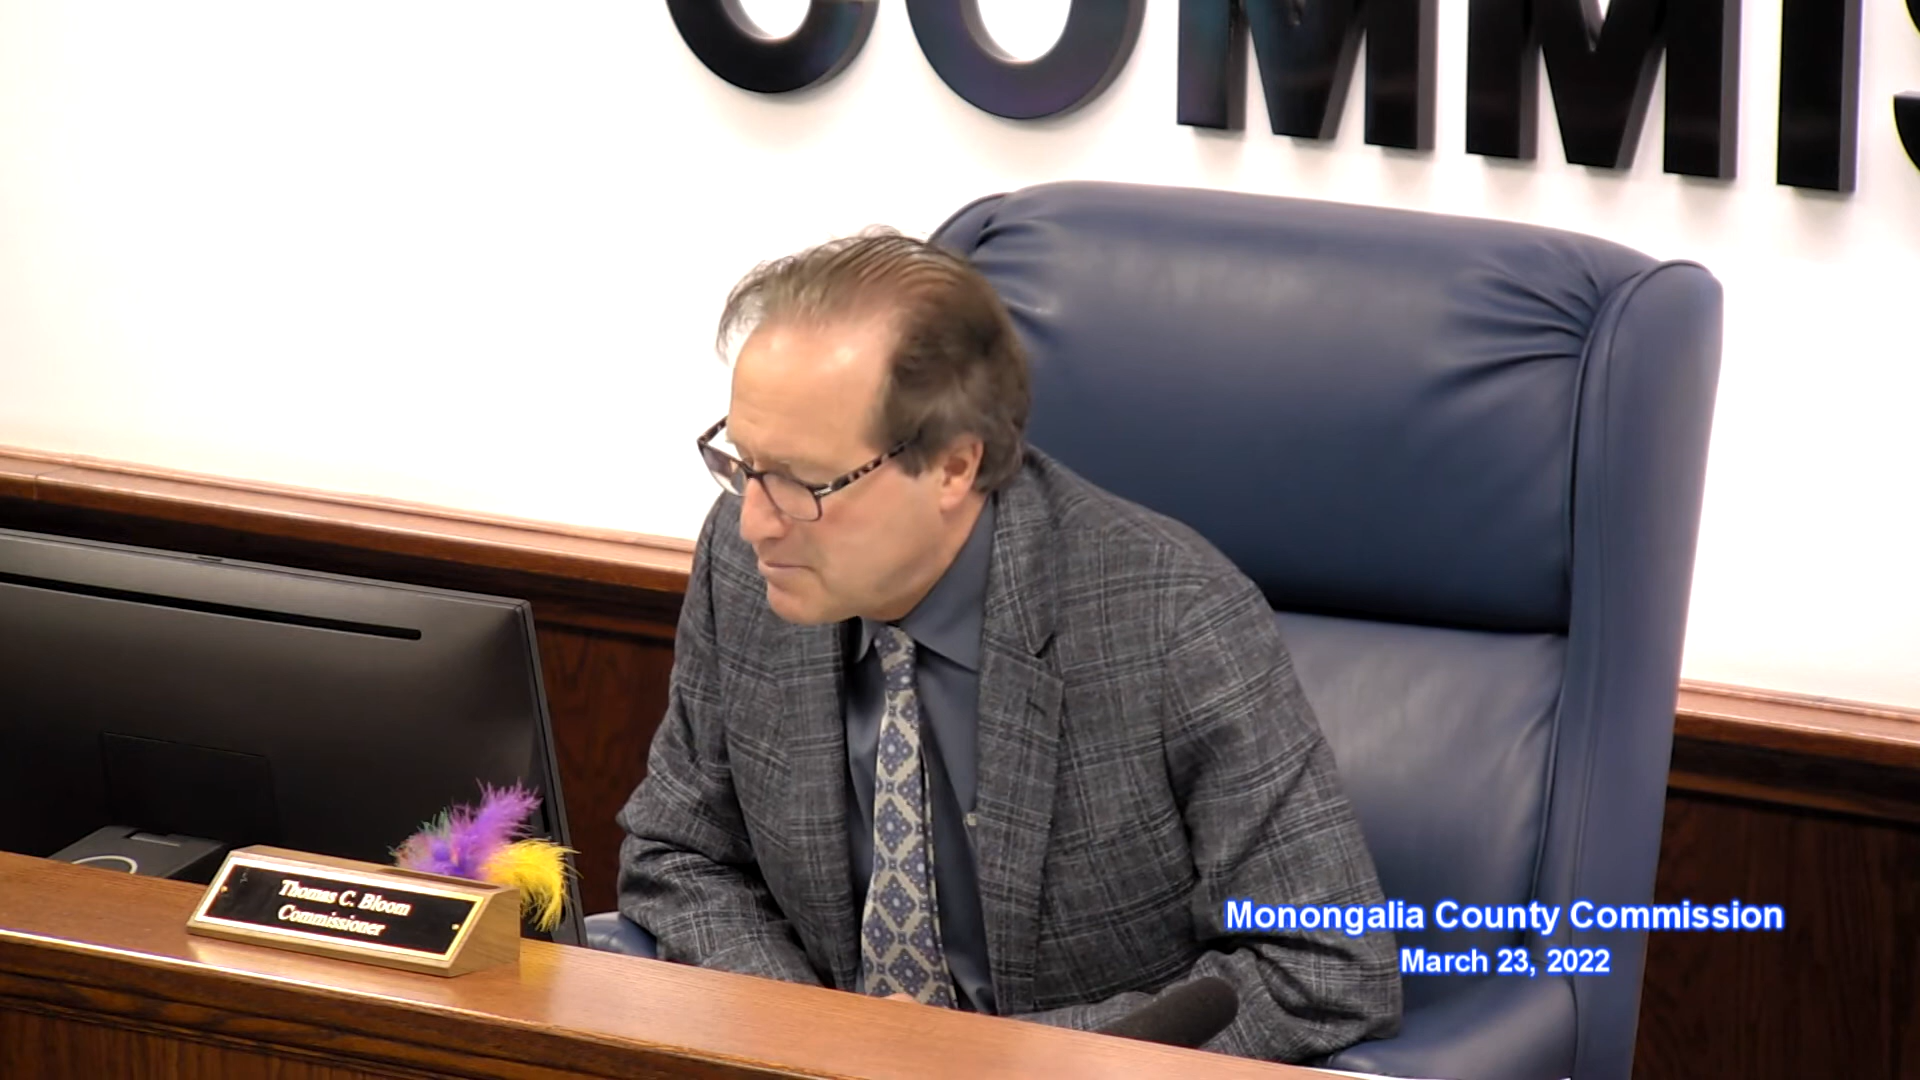 COMMIS
Thomas C. Bloom
Commissioner
Monongalia County Commission
March 23, 2022